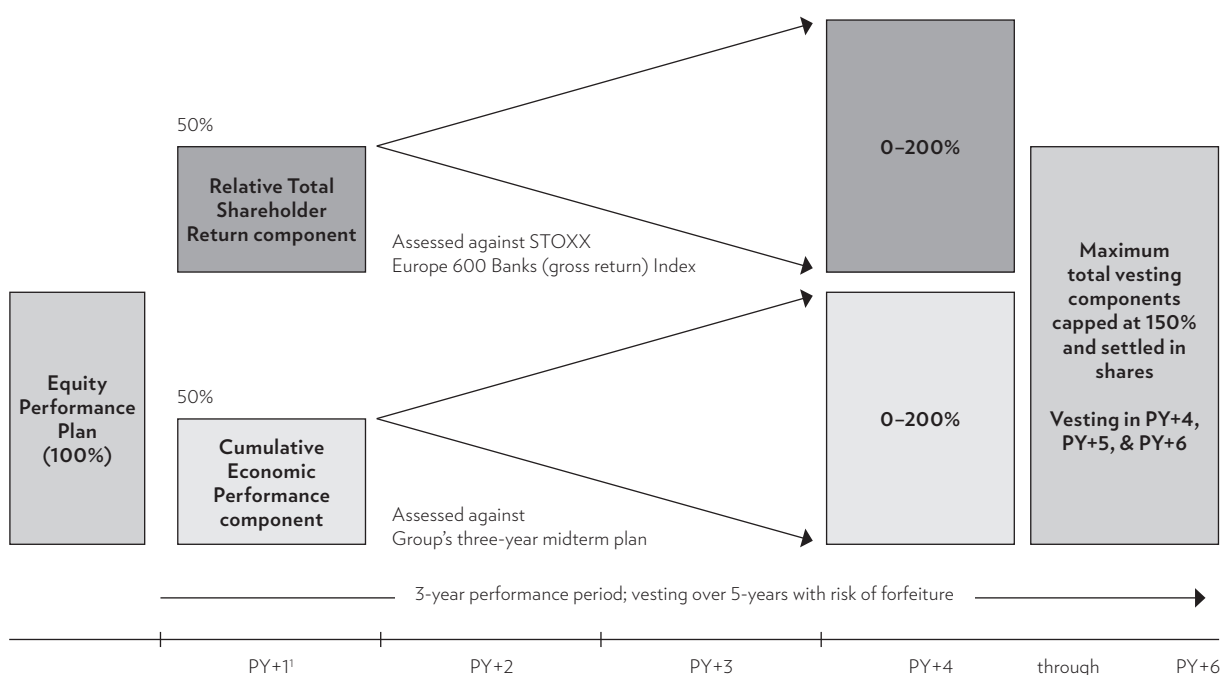 50%
Relative Total
Shareholder
Return component
Assessed against STOXX
Europe 600 Banks (gross return) Index
0–200%
Equity
Performance
Plan
(100%)
50%
Cumulative
Economic
Performance
component
Assessed against
Group's three-year midterm plan
0–200%
Maximum
total vesting
components
capped at 150%
and settled in
shares
Vesting in PY+4,
PY+5, & PY+6
3-year performance period; vesting over 5-years with risk of forfeiture
PY+1¹
PY+2
PY+3
PY+4
through
PY+6